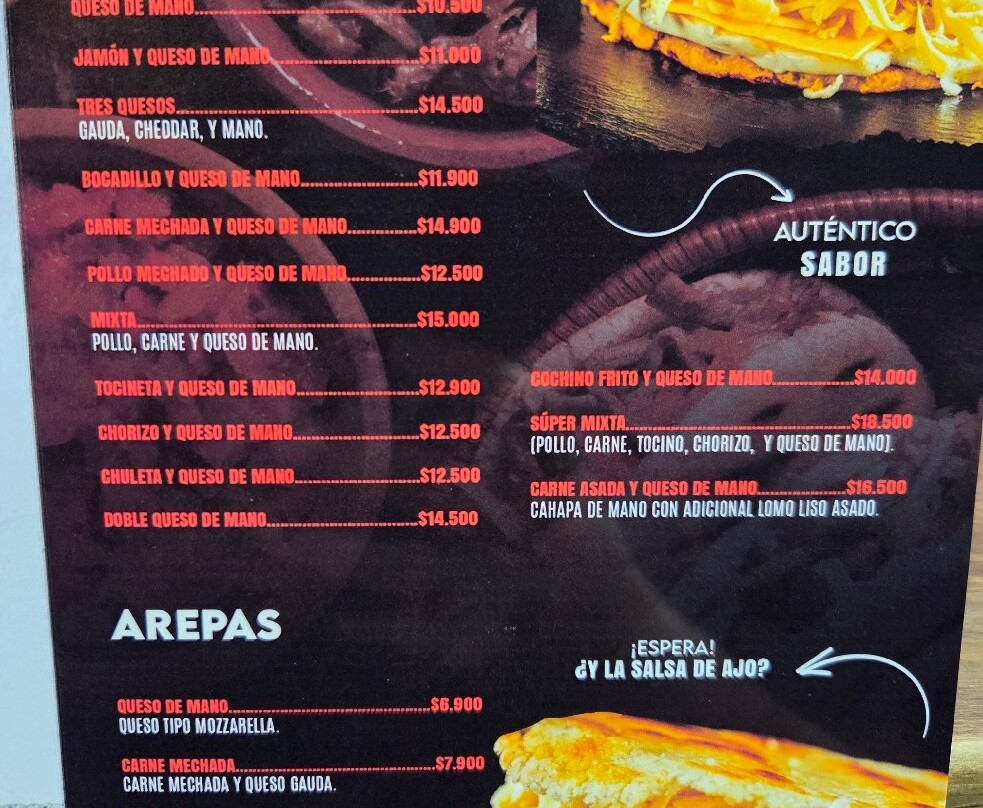 QUESO DE MANO..............................$10.500
JAMÓN Y QUESO DE MANO..............................$11.000
TRES QUESOS..............................$14.500
GAUDA, CHEDDAR, Y MANO.
BOCADILLO Y QUESO DE MANO..............................$11.900
CARNE MECHADA Y QUESO DE MANO..................$14.900
POLLO MECHADO Y QUESO DE MANO..................$12.500
MIXTA..............................$15.000
POLLO, CARNE Y QUESO DE MANO.
TOCINETA Y QUESO DE MANO..............................$12.900
CHORIZO Y QUESO DE MANO..............................$12.500
CHULETA Y QUESO DE MANO..............................$12.500
DOBLE QUESO DE MANO..............................$14.500
AUTÉNTICO
SABOR
COCHINO FRITO Y QUESO DE MANO..................$14.000
SÚPER MIXTA..............................$18.500
(POLLO, CARNE, TOCINO, CHORIZO, Y QUESO DE MANO).
CARNE ASADA Y QUESO DE MANO..................$16.500
CAHAPA DE MANO CON ADICIONAL LOMO LISO ASADO.
AREPAS
QUESO DE MANO..............................$6.900
QUESO TIPO MOZZARELLA.
CARNE MECHADA..............................$7.900
CARNE MECHADA Y QUESO GAUDA.
¡ESPERA!
¿Y LA SALSA DE AJO?